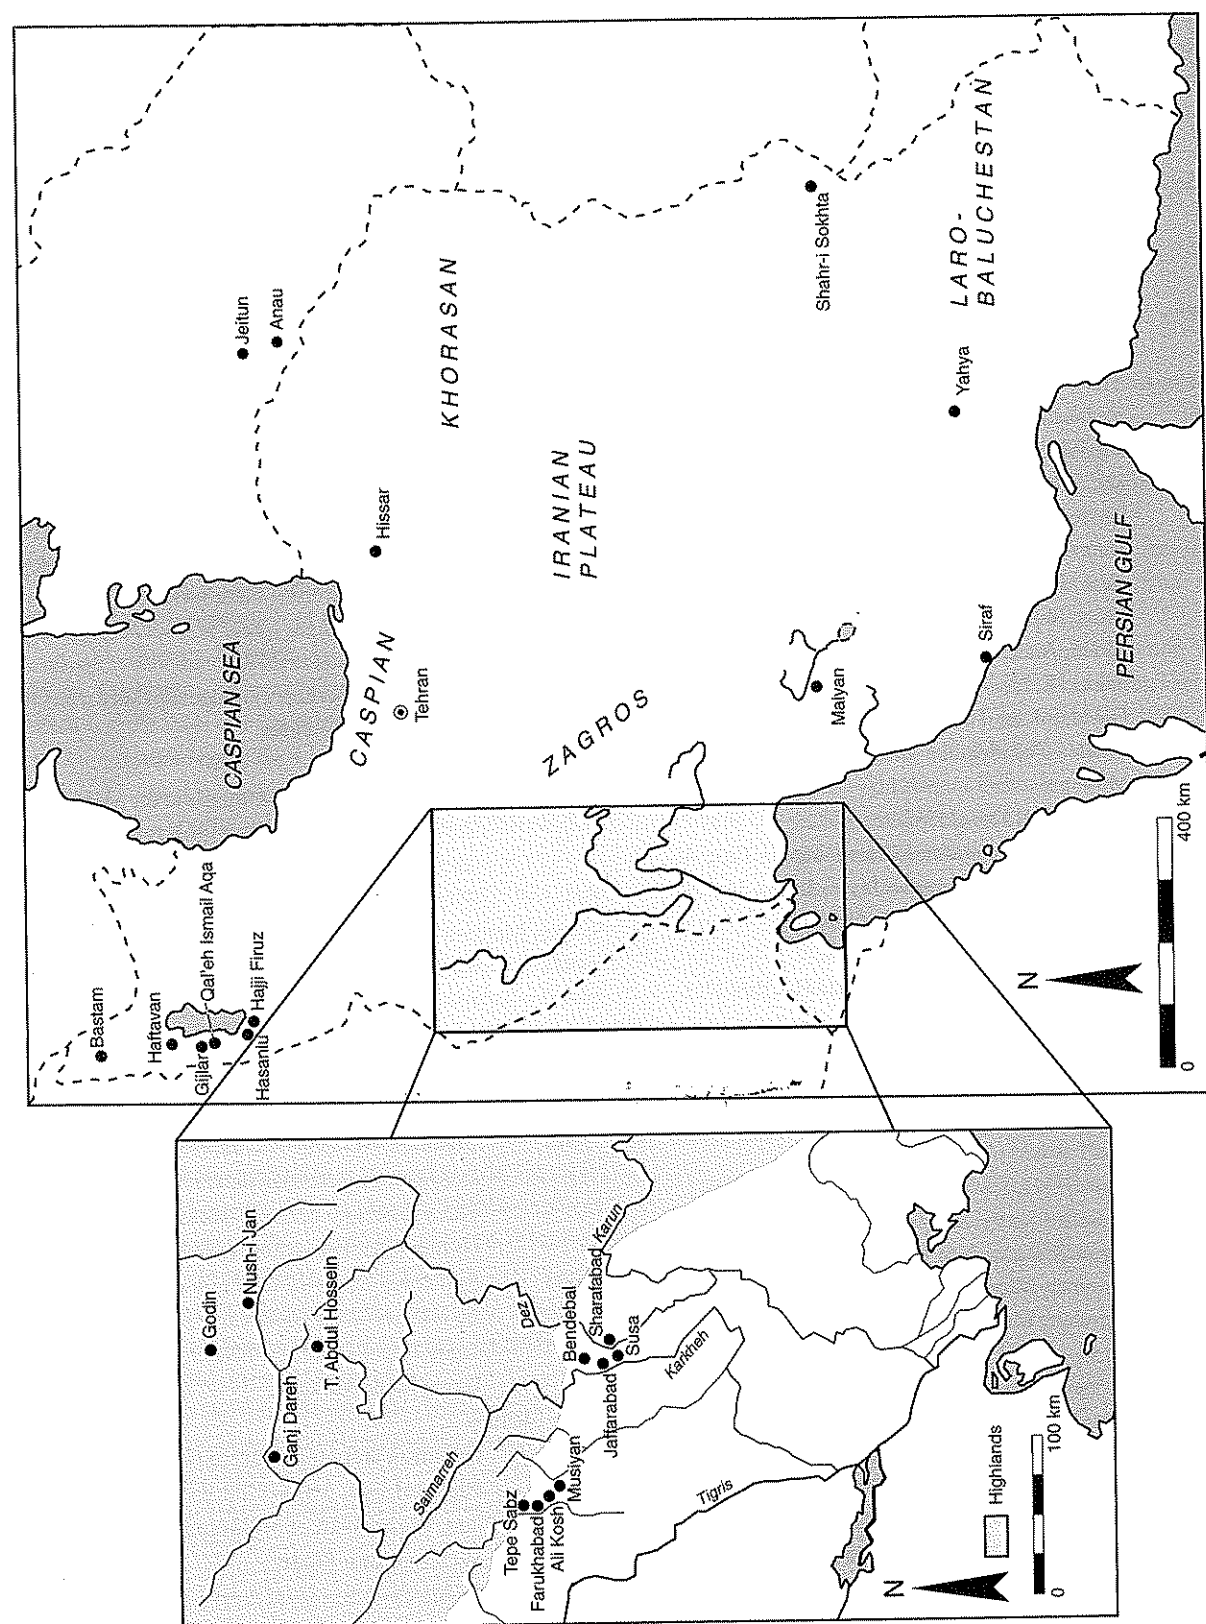 CASPIAN SEA
CASPIAN
Tehran
Hissar
Jeitun
Anau
KHORASAN
IRANIAN
PLATEAU
ZAGROS
Shahr-i Sokhta
LARO-
BALUCHESTAN
Yahya
Malyan
Siraf
PERSIAN GULF
Bastam
Haftavan
Gijlar
Qal'eh Ismail Aqa
Hasanlu
Hajji Firuz
N
0
400 km
Godin
Nush-i Jan
Ganj Dareh
T. Abdul Hossein
Saimarreh
Dez
Karun
Bendebal
Sharafabad
Jaffarabad
Susa
Karkheh
Tepe Sabz
Farukhabad
Ali Kosh
Musiyan
Tigris
N
Highlands
0
100 km